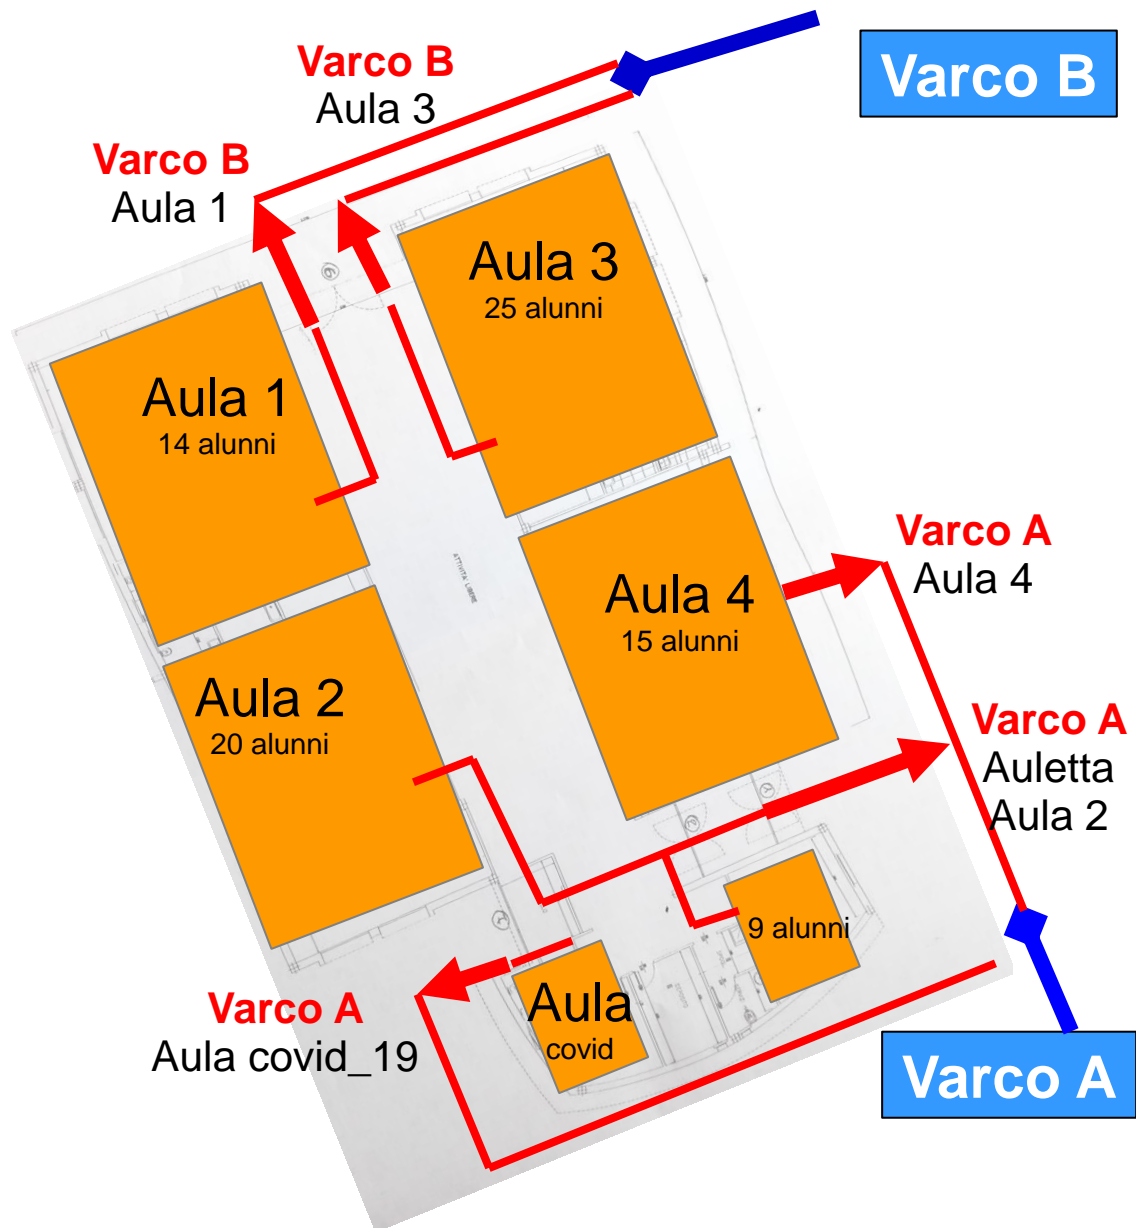 Varco B
Aula 3
Varco B
Varco B
Aula 1
Aula 3
25 alunni
Aula 1
14 alunni
ATTIVITA' LIBERE
Varco A
Aula 4
Aula 4
15 alunni
Aula 2
20 alunni
Varco A
Auletta
Aula 2
9 alunni
Varco A
Aula covid_19
Aula
covid
Varco A